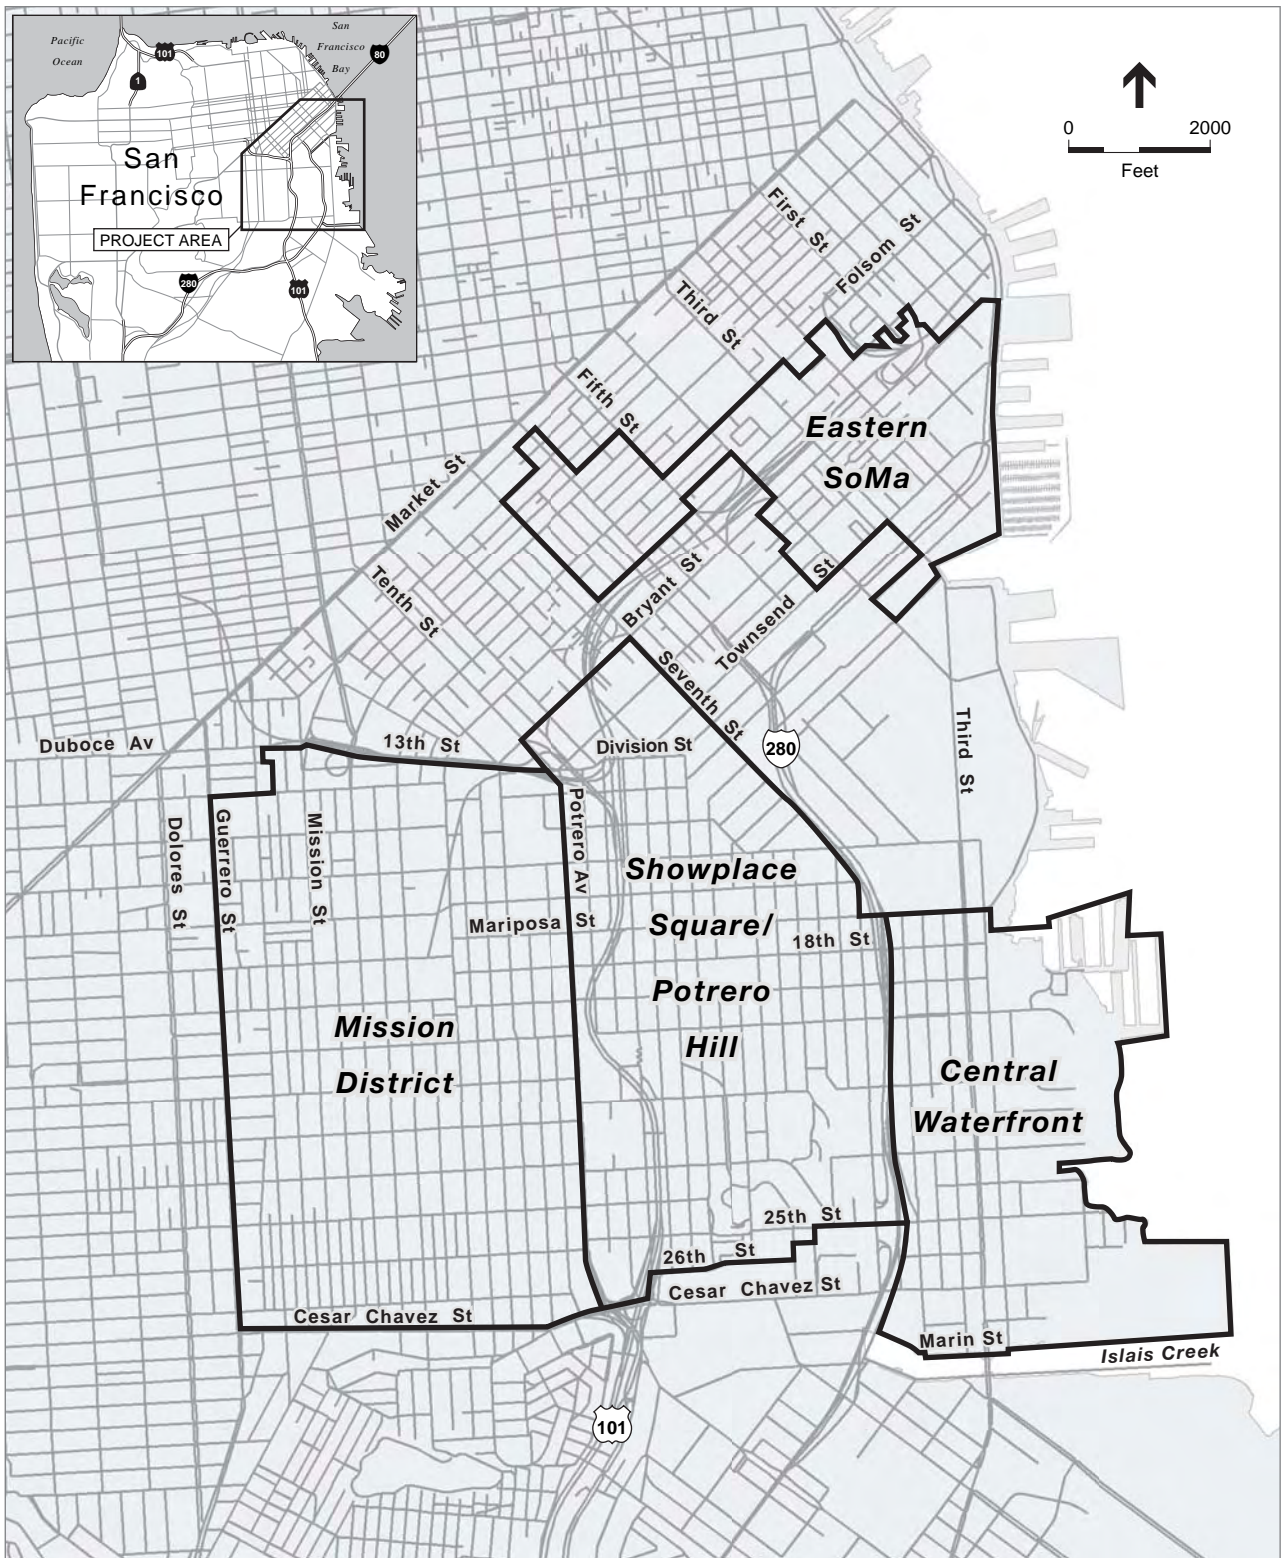 Pacific
Ocean
San
Francisco
Bay
101
80
1
San
Francisco
PROJECT AREA
280
101
0 2000
Feet
First St
Folsom St
Third St
Fifth St
Eastern
SoMa
Market St
Tenth St
Bryant St
Townsend St
Seventh St
Duboce Av
13th St
Division St
280
Third St
Dolores St
Guerrero St
Mission St
Potrero Av
Showplace
Square/
Potrero
Hill
Mariposa St
18th St
Mission
District
Central
Waterfront
25th St
26th St
Cesar Chavez St
Cesar Chavez St
Marin St
Islais Creek
101